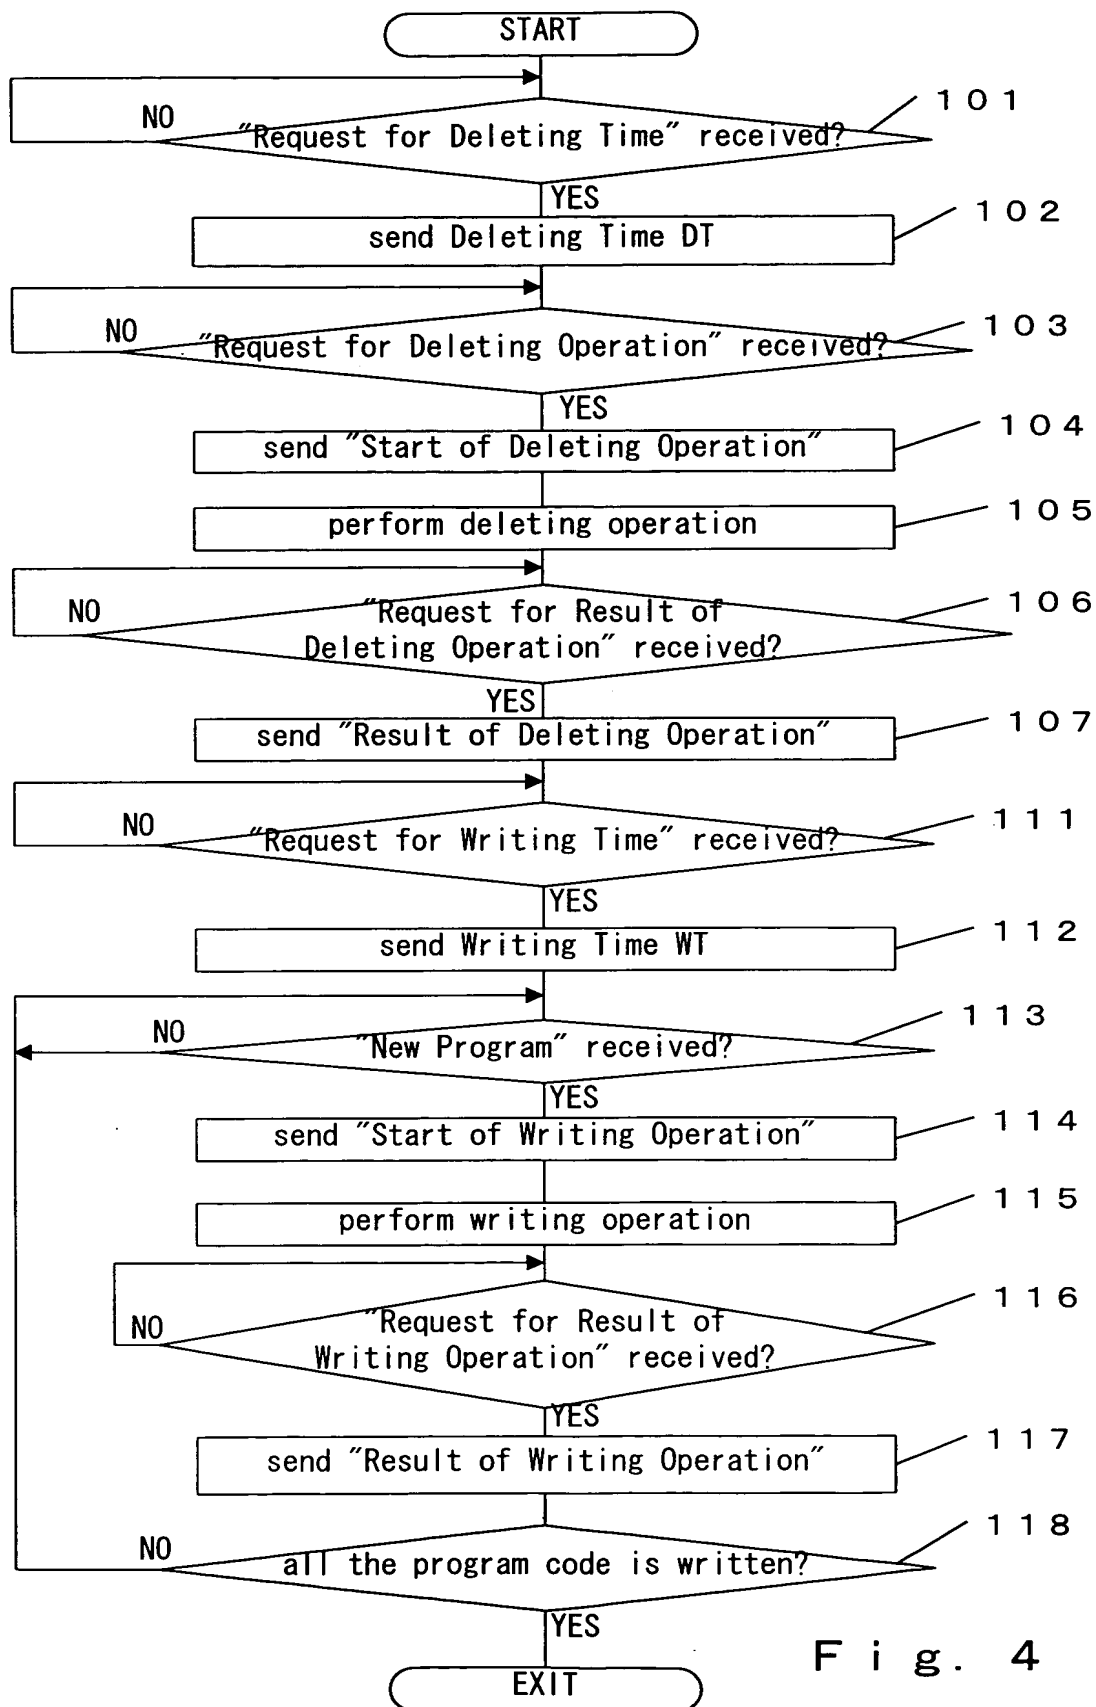 START
NO
"Request for Deleting Time" received?
101
YES
send Deleting Time DT
102
NO
"Request for Deleting Operation" received?
103
YES
send "Start of Deleting Operation"
104
perform deleting operation
105
NO
"Request for Result of
Deleting Operation" received?
106
YES
send "Result of Deleting Operation"
107
NO
"Request for Writing Time" received?
111
YES
send Writing Time WT
112
NO
"New Program" received?
113
YES
send "Start of Writing Operation"
114
perform writing operation
115
NO
"Request for Result of
Writing Operation" received?
116
YES
send "Result of Writing Operation"
117
NO
all the program code is written?
118
YES
EXIT
Fig. 4